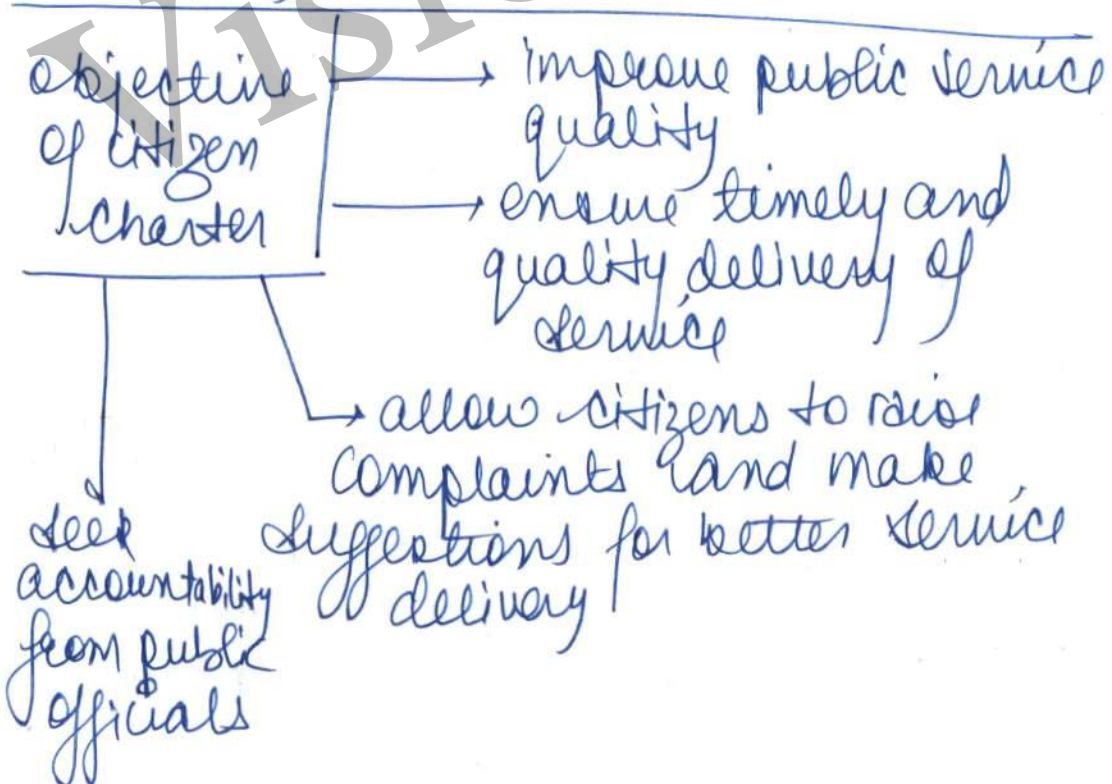 objective
of citizen
charter
improve public service
quality
ensure timely and
quality delivery of
service
allow citizens to raise
complaints and make
suggestions for better service
delivery
seek
accountability
from public
officials